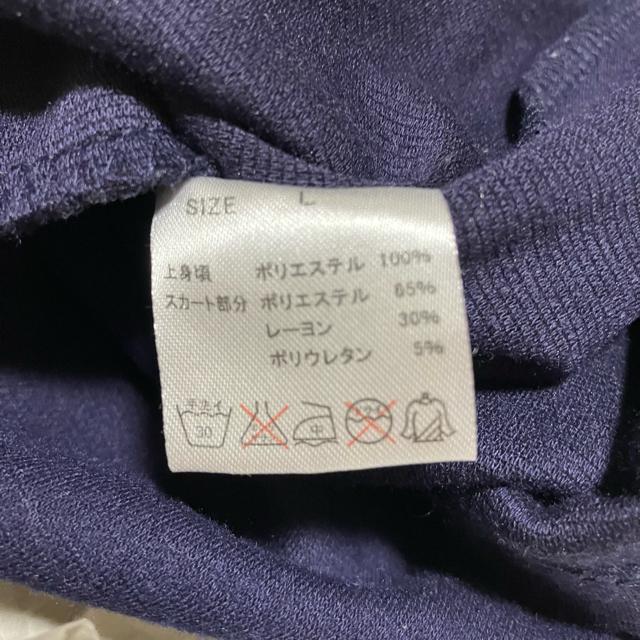 SIZE L
上身頃 ポリエステル 100%
スカート部分 ポリエステル 65%
レーヨン 30%
ポリウレタン 5%
手カイ 30 中